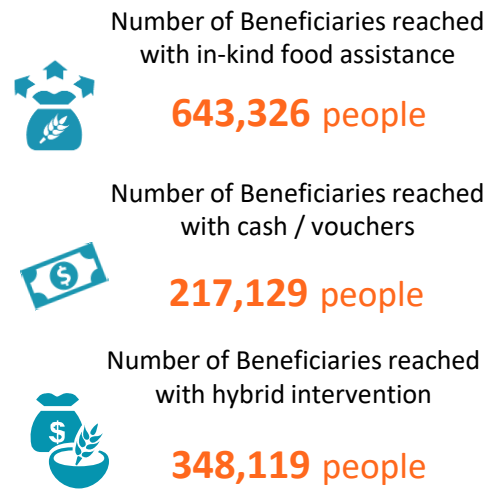 Number of Beneficiaries reached
with in-kind food assistance
643,326 people
Number of Beneficiaries reached
with cash / vouchers
$
217,129 people
Number of Beneficiaries reached
with hybrid intervention
$
348,119 people